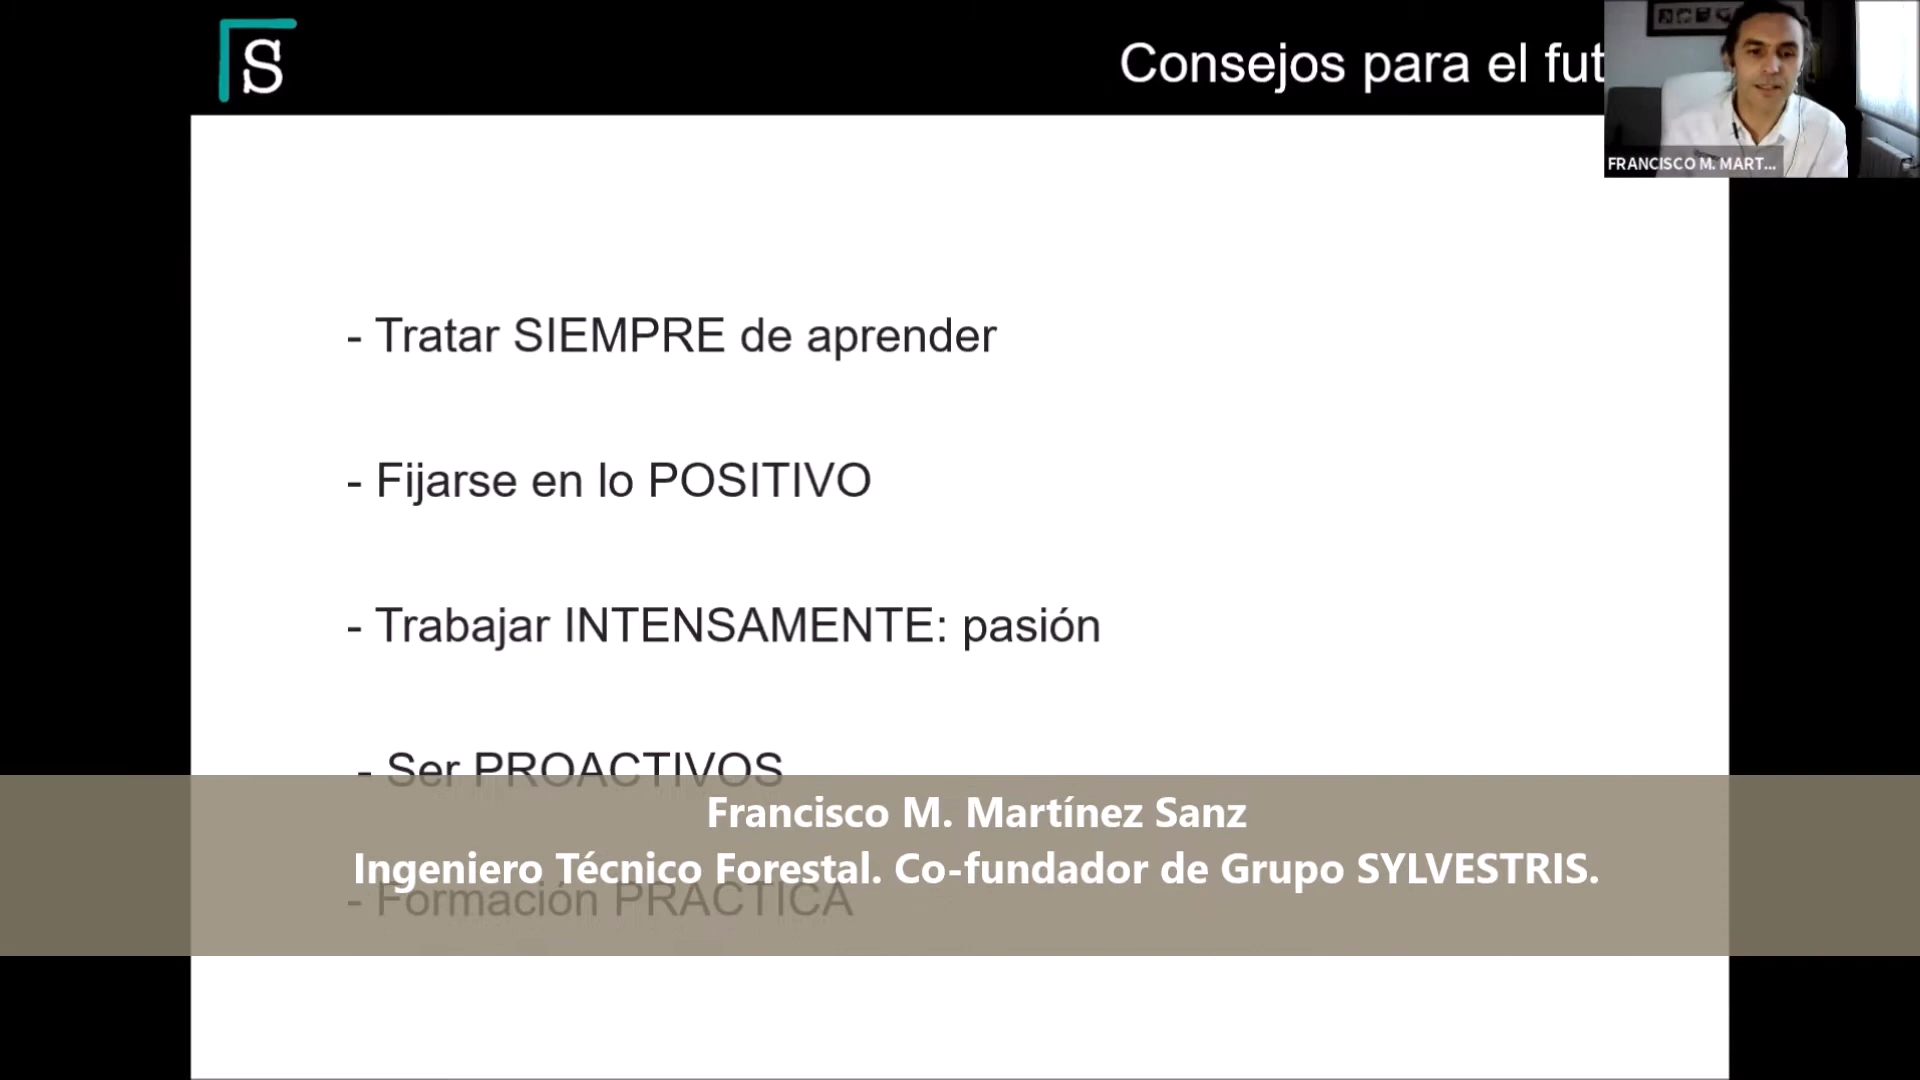 S
Consejos para el fut
FRANCISCO M. MART...
- Tratar SIEMPRE de aprender
- Fijarse en lo POSITIVO
- Trabajar INTENSAMENTE: pasión
- Ser PROACTIVOS
Francisco M. Martínez Sanz
Ingeniero Técnico Forestal. Co-fundador de Grupo SYLVESTRIS.
- Formación PRACTICA